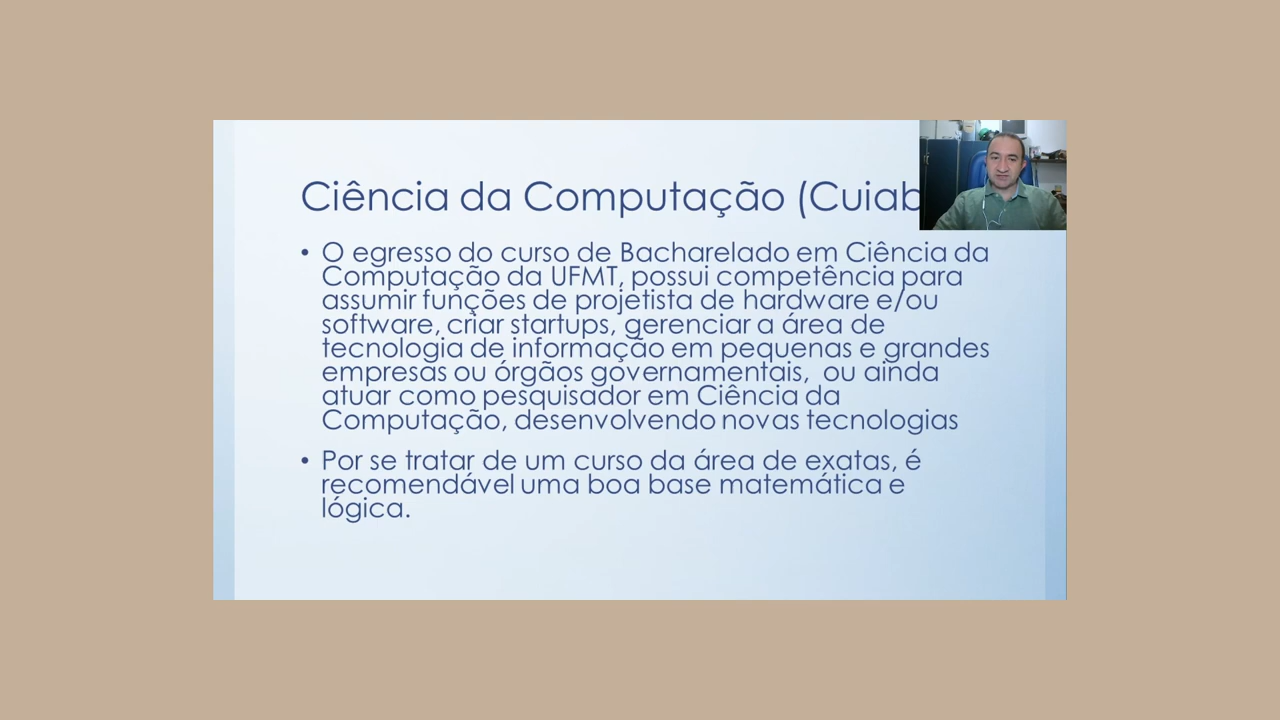 Ciência da Computação (Cuiab
• O egresso do curso de Bacharelado em Ciência da
Computação da UFMT, possui competência para
assumir funções de projetista de hardware e/ou
software, criar startups, gerenciar a área de
tecnologia de informação em pequenas e grandes
empresas ou órgãos governamentais,  ou ainda
atuar como pesquisador em Ciência da
Computação, desenvolvendo novas tecnologias
• Por se tratar de um curso da área de exatas, é
recomendável uma boa base matemática e
lógica.